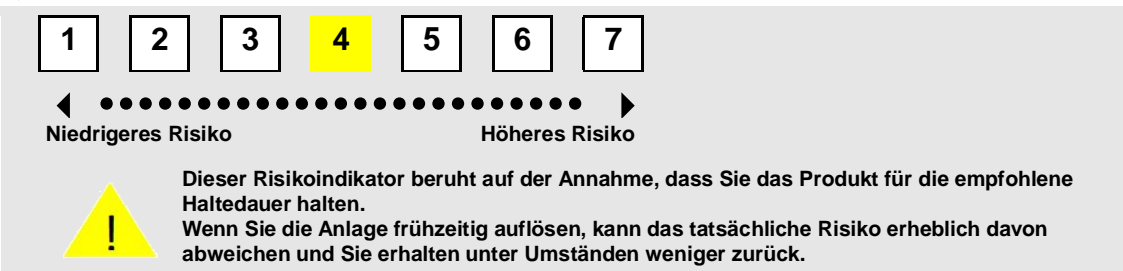 1 2 3 4 5 6 7
Niedrigeres Risiko Höheres Risiko
Dieser Risikoindikator beruht auf der Annahme, dass Sie das Produkt für die empfohlene
Haltedauer halten.
Wenn Sie die Anlage frühzeitig auflösen, kann das tatsächliche Risiko erheblich davon
abweichen und Sie erhalten unter Umständen weniger zurück.
!